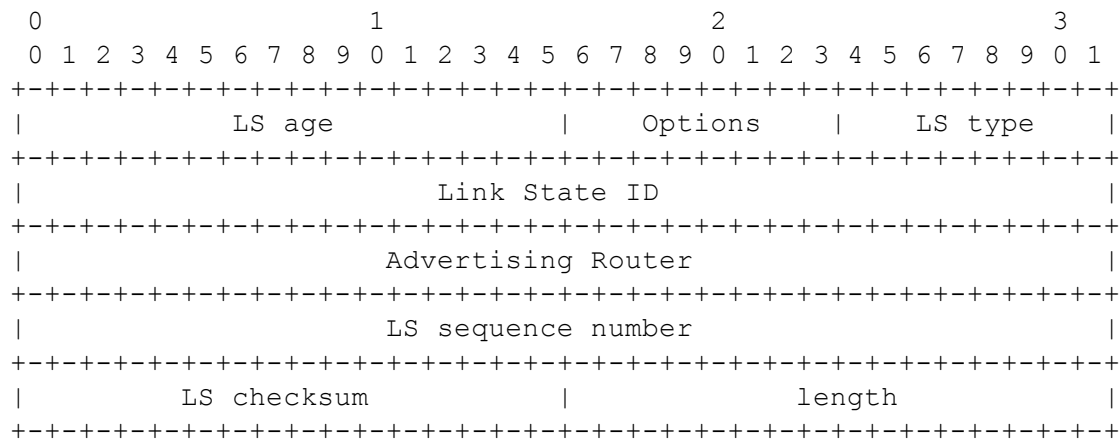 0                   1                   2                   3
 0 1 2 3 4 5 6 7 8 9 0 1 2 3 4 5 6 7 8 9 0 1 2 3 4 5 6 7 8 9 0 1
+-+-+-+-+-+-+-+-+-+-+-+-+-+-+-+-+-+-+-+-+-+-+-+-+-+-+-+-+-+-+-+-+
|            LS age             |    Options    |    LS type    |
+-+-+-+-+-+-+-+-+-+-+-+-+-+-+-+-+-+-+-+-+-+-+-+-+-+-+-+-+-+-+-+-+
|                        Link State ID                          |
+-+-+-+-+-+-+-+-+-+-+-+-+-+-+-+-+-+-+-+-+-+-+-+-+-+-+-+-+-+-+-+-+
|                     Advertising Router                        |
+-+-+-+-+-+-+-+-+-+-+-+-+-+-+-+-+-+-+-+-+-+-+-+-+-+-+-+-+-+-+-+-+
|                     LS sequence number                        |
+-+-+-+-+-+-+-+-+-+-+-+-+-+-+-+-+-+-+-+-+-+-+-+-+-+-+-+-+-+-+-+-+
|         LS checksum           |             length            |
+-+-+-+-+-+-+-+-+-+-+-+-+-+-+-+-+-+-+-+-+-+-+-+-+-+-+-+-+-+-+-+-+